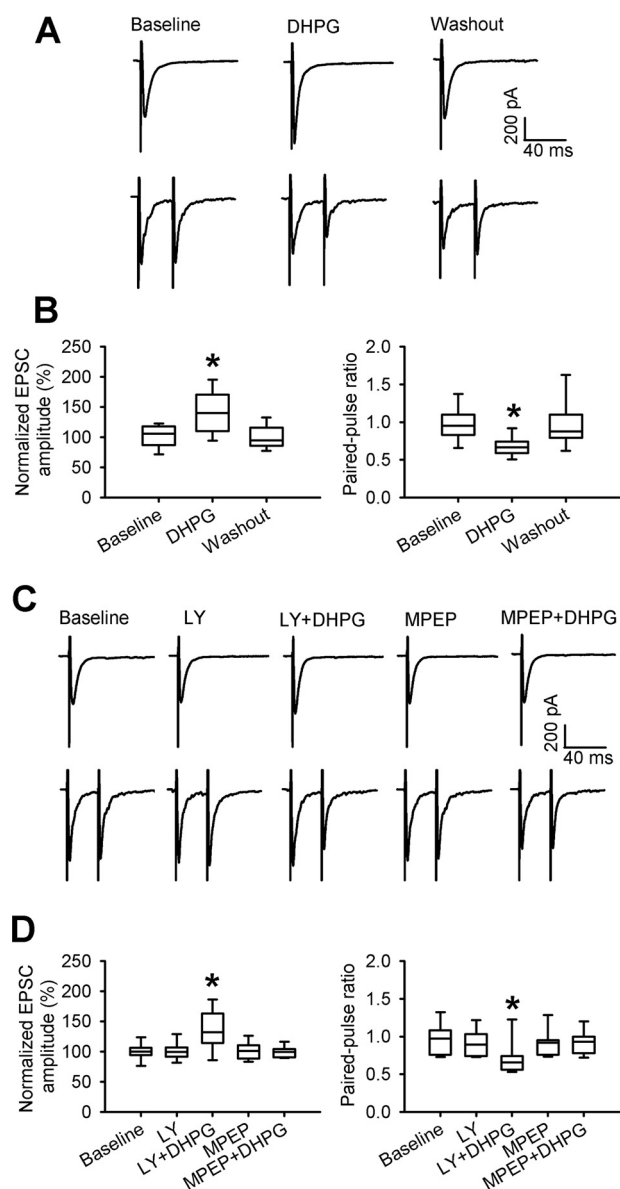 A
Baseline DHPG Washout
200 pA
40 ms
B
Normalized EPSC
amplitude (%)
250
200
150
100
50
0
*
Baseline DHPG Washout
Paired-pulse ratio
2.0
1.5
1.0
0.5
0.0
*
Baseline DHPG Washout
C
Baseline LY LY+DHPG MPEP MPEP+DHPG
200 pA
40 ms
D
Normalized EPSC
amplitude (%)
250
200
150
100
50
0
*
Baseline LY LY+DHPG MPEP MPEP+DHPG
Paired-pulse ratio
2.0
1.5
1.0
0.5
0.0
*
Baseline LY LY+DHPG MPEP MPEP+DHPG